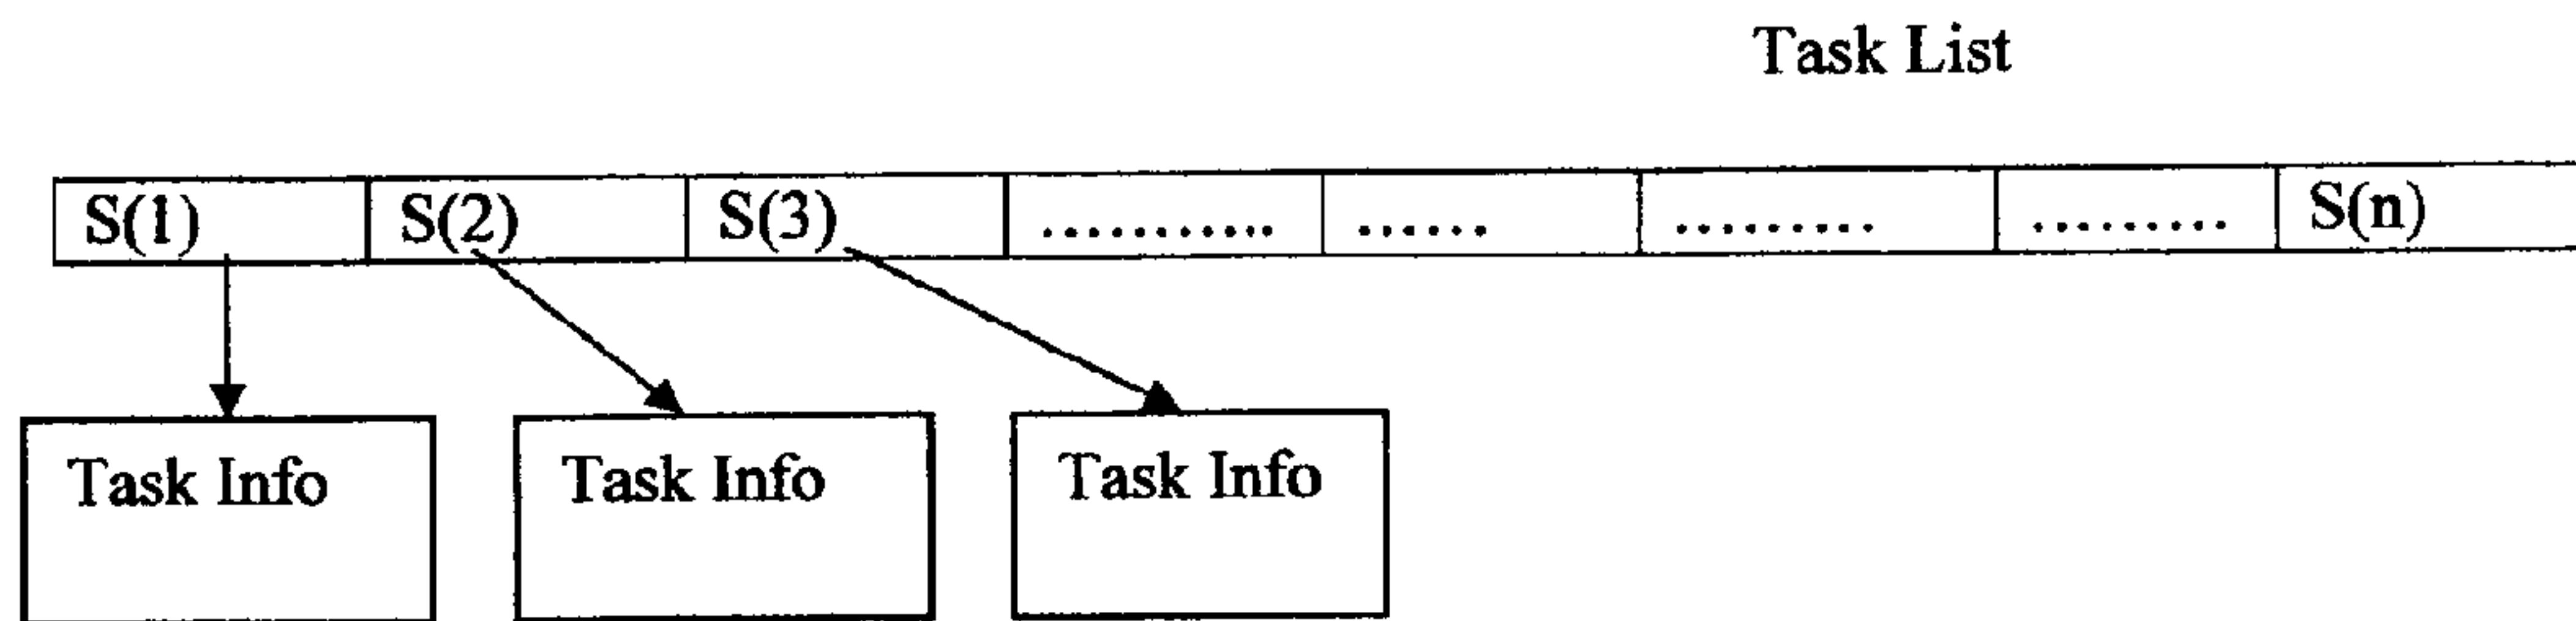 Task List
S(1) S(2) S(3) ............. ...... ......... ......... S(n)
Task Info Task Info Task Info